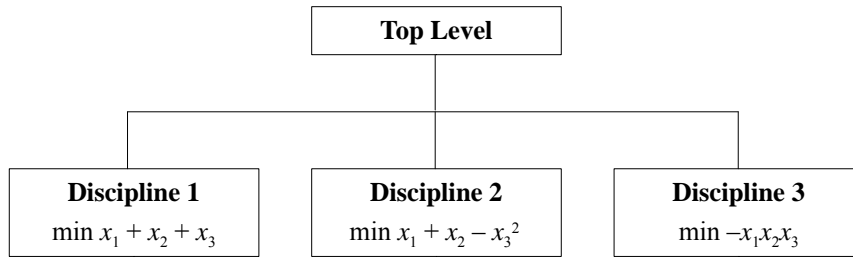 Top Level
Discipline 1
min x₁ + x₂ + x₃
Discipline 2
min x₁ + x₂ – x₃²
Discipline 3
min –x₁x₂x₃